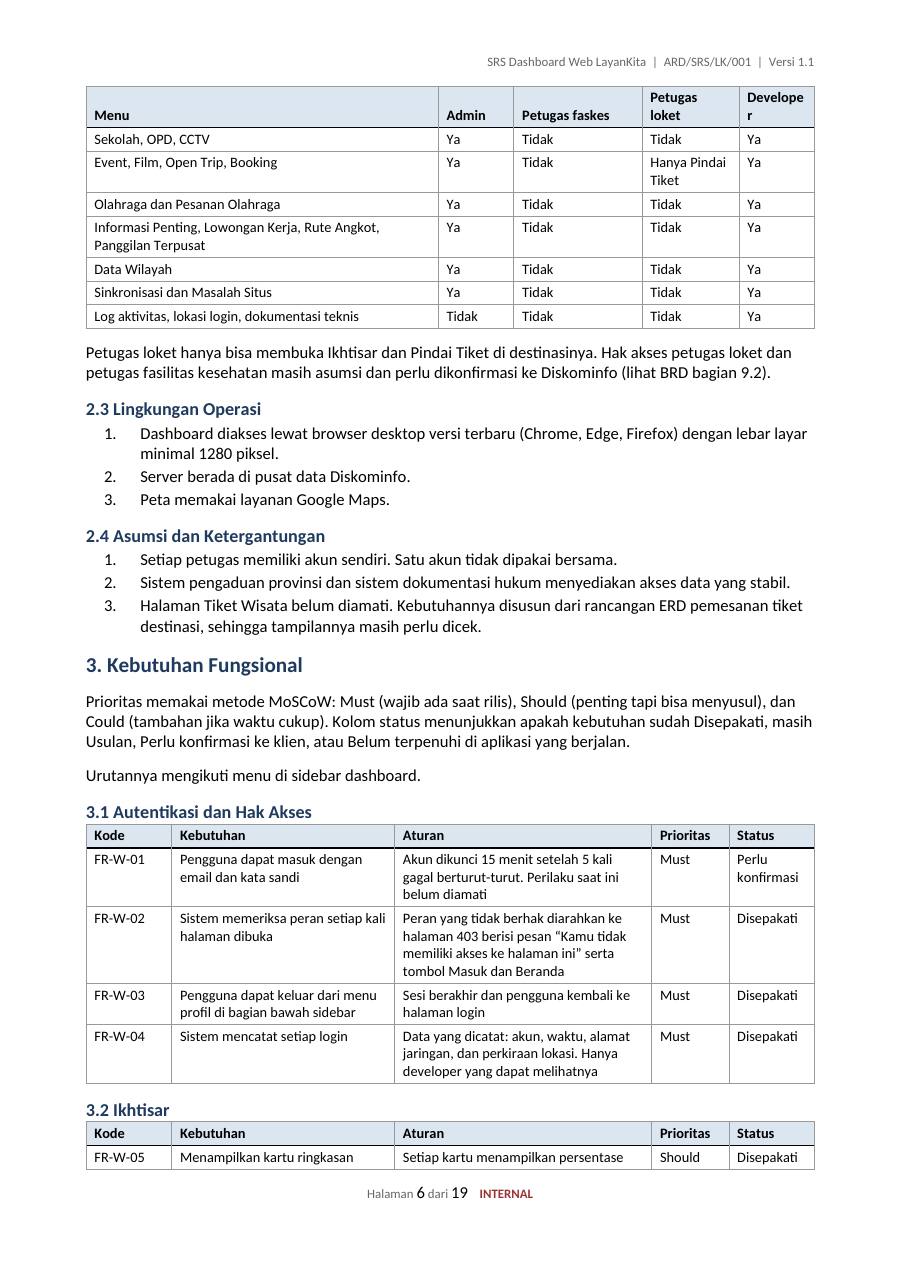 SRS Dashboard Web LayanKita | ARD/SRS/LK/001 | Versi 1.1
Menu Admin Petugas faskes Petugas loket Developer
Sekolah, OPD, CCTV Ya Tidak Tidak Ya
Event, Film, Open Trip, Booking Ya Tidak Hanya Pindai Tiket Ya
Olahraga dan Pesanan Olahraga Ya Tidak Tidak Ya
Informasi Penting, Lowongan Kerja, Rute Angkot, Panggilan Terpusat Ya Tidak Tidak Ya
Data Wilayah Ya Tidak Tidak Ya
Sinkronisasi dan Masalah Situs Ya Tidak Tidak Ya
Log aktivitas, lokasi login, dokumentasi teknis Tidak Tidak Tidak Ya
Petugas loket hanya bisa membuka Ikhtisar dan Pindai Tiket di destinasinya. Hak akses petugas loket dan
petugas fasilitas kesehatan masih asumsi dan perlu dikonfirmasi ke Diskominfo (lihat BRD bagian 9.2).
2.3 Lingkungan Operasi
1. Dashboard diakses lewat browser desktop versi terbaru (Chrome, Edge, Firefox) dengan lebar layar
minimal 1280 piksel.
2. Server berada di pusat data Diskominfo.
3. Peta memakai layanan Google Maps.
2.4 Asumsi dan Ketergantungan
1. Setiap petugas memiliki akun sendiri. Satu akun tidak dipakai bersama.
2. Sistem pengaduan provinsi dan sistem dokumentasi hukum menyediakan akses data yang stabil.
3. Halaman Tiket Wisata belum diamati. Kebutuhannya disusun dari rancangan ERD pemesanan tiket
destinasi, sehingga tampilannya masih perlu dicek.
3. Kebutuhan Fungsional
Prioritas memakai metode MoSCoW: Must (wajib ada saat rilis), Should (penting tapi bisa menyusul), dan
Could (tambahan jika waktu cukup). Kolom status menunjukkan apakah kebutuhan sudah Disepakati, masih
Usulan, Perlu konfirmasi ke klien, atau Belum terpenuhi di aplikasi yang berjalan.
Urutannya mengikuti menu di sidebar dashboard.
3.1 Autentikasi dan Hak Akses
Kode Kebutuhan Aturan Prioritas Status
FR-W-01 Pengguna dapat masuk dengan email dan kata sandi Akun dikunci 15 menit setelah 5 kali gagal berturut-turut. Perilaku saat ini belum diamati Must Perlu konfirmasi
FR-W-02 Sistem memeriksa peran setiap kali halaman dibuka Peran yang tidak berhak diarahkan ke halaman 403 berisi pesan “Kamu tidak memiliki akses ke halaman ini” serta tombol Masuk dan Beranda Must Disepakati
FR-W-03 Pengguna dapat keluar dari menu profil di bagian bawah sidebar Sesi berakhir dan pengguna kembali ke halaman login Must Disepakati
FR-W-04 Sistem mencatat setiap login Data yang dicatat: akun, waktu, alamat jaringan, dan perkiraan lokasi. Hanya developer yang dapat melihatnya Must Disepakati
3.2 Ikhtisar
Kode Kebutuhan Aturan Prioritas Status
FR-W-05 Menampilkan kartu ringkasan Setiap kartu menampilkan persentase Should Disepakati
Halaman 6 dari 19 INTERNAL